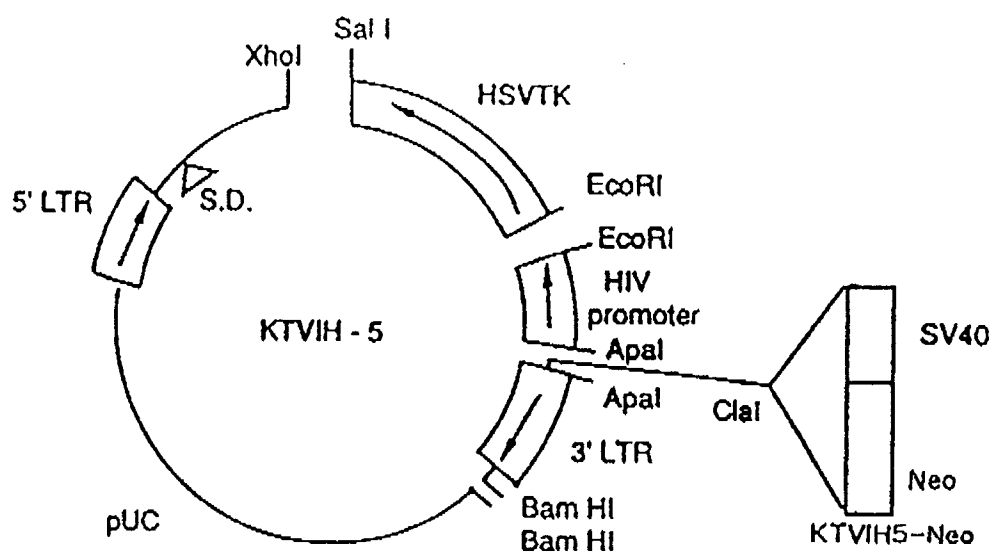 Sal I
XhoI
HSVTK
5' LTR
S.D.
EcoRI
EcoRI
HIV
promoter
KTVIH - 5
ApaI
ApaI
ClaI
SV40
3' LTR
Neo
pUC
Bam HI
Bam HI
KTVIH5-Neo